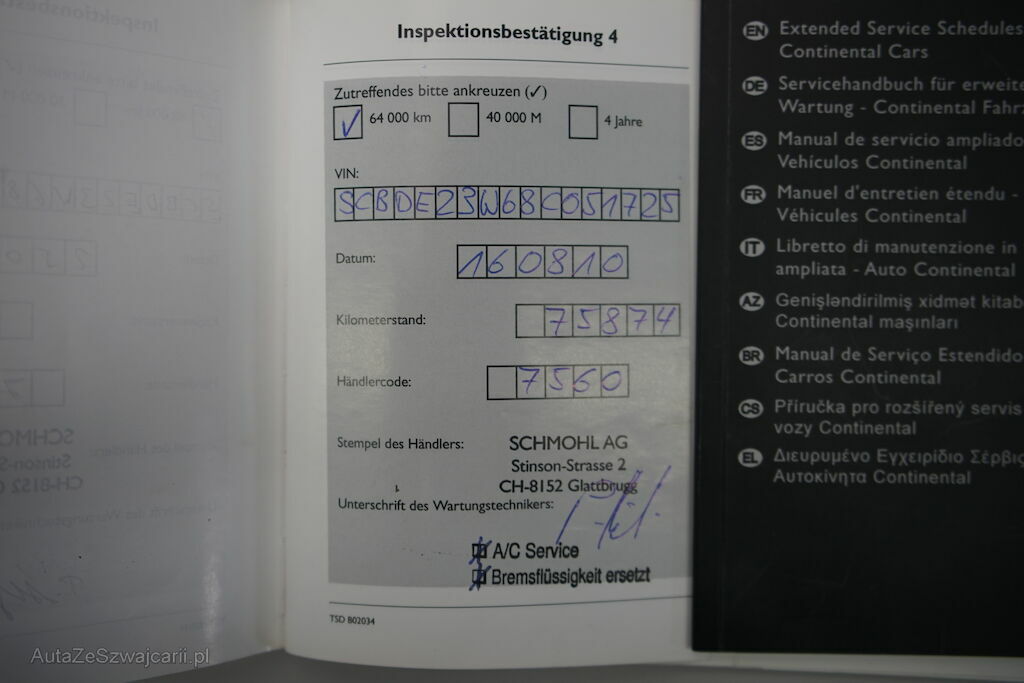 Inspektionsbestätigung 4
Zutreffendes bitte ankreuzen (✓)
✓ 64 000 km 40 000 M 4 Jahre
VIN:
SCBDE23W68C051725
Datum: 160810
Kilometerstand: 75874
Händlercode: 7560
Stempel des Händlers: SCHMOHL AG
Stinson-Strasse 2
CH-8152 Glattbrugg
Unterschrift des Wartungstechnikers:
A/C Service
Bremsflüssigkeit ersetzt
TSD 802034
EN Extended Service Schedules
Continental Cars
DE Servicehandbuch für erweite
Wartung - Continental Fahrz
ES Manual de servicio ampliado
Vehículos Continental
FR Manuel d'entretien étendu -
Véhicules Continental
IT Libretto di manutenzione in
ampliata - Auto Continental
AZ Genişləndirilmiş xidmət kitab
Continental maşınları
BR Manual de Serviço Estendido
Carros Continental
CS Příručka pro rozšířený servis
vozy Continental
EL Διευρυμένο Εγχειρίδιο Σέρβις
Αυτοκίνητα Continental
AutaZeSzwajcarii.pl